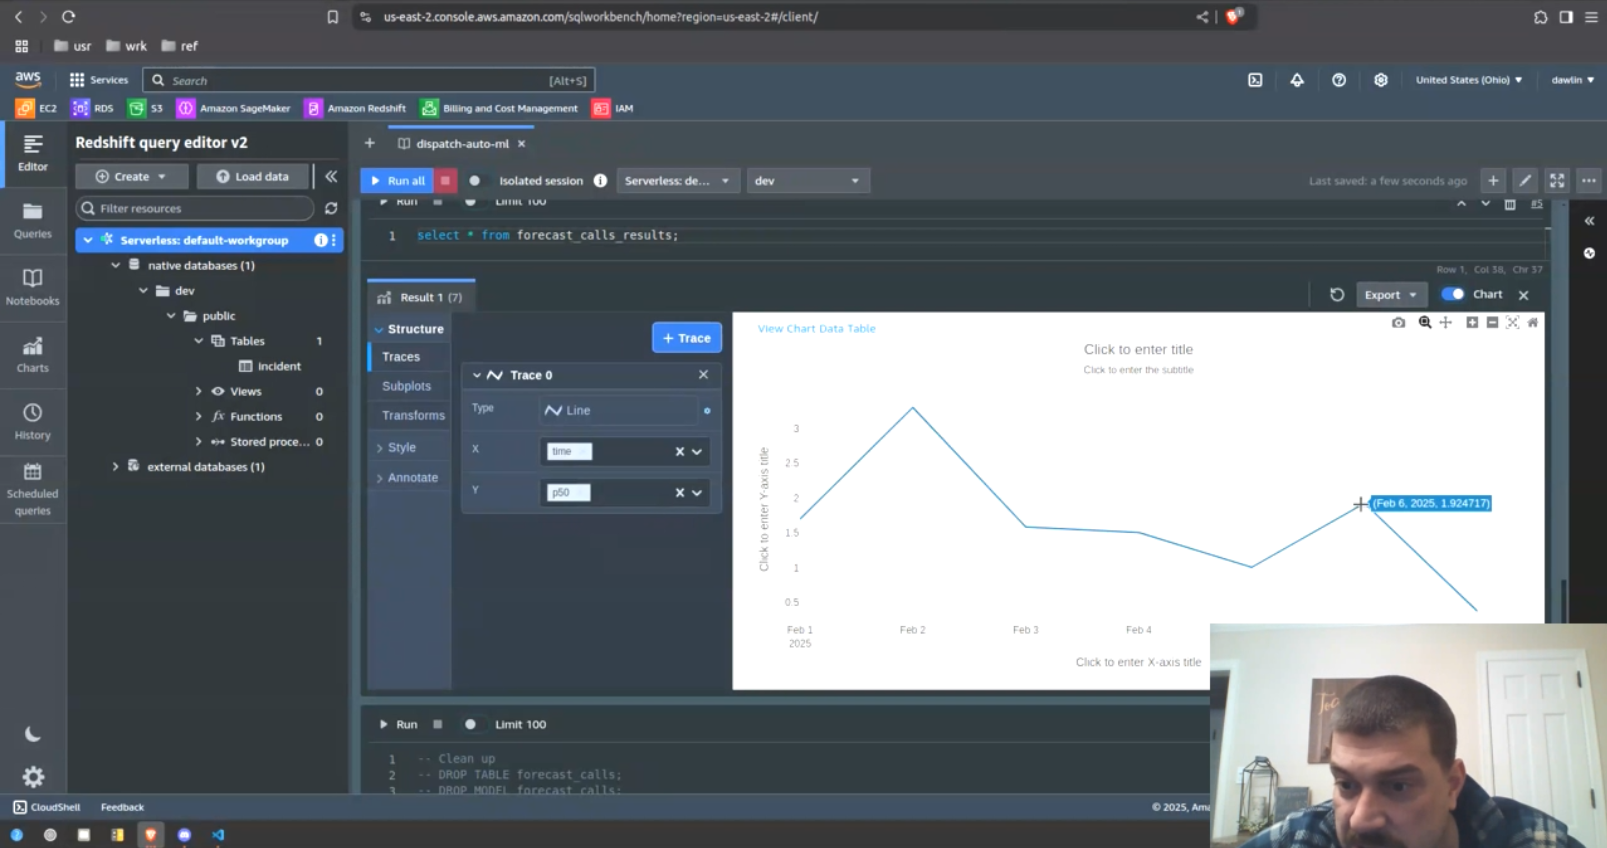 us-east-2.console.aws.amazon.com/sqlworkbench/home?region=us-east-2#/client/
usr wrk ref
aws Services Search [Alt+S] United States (Ohio) dawlin
EC2 RDS S3 Amazon SageMaker Amazon Redshift Billing and Cost Management IAM
Editor
Queries
Notebooks
Charts
History
Scheduled
queries
Redshift query editor v2
Create Load data
Filter resources
Serverless: default-workgroup
native databases (1)
dev
public
Tables 1
incident
Views 0
fx Functions 0
Stored proce... 0
external databases (1)
dispatch-auto-ml
Run all Isolated session Serverless: de... dev Last saved: a few seconds ago
Run Limit 100 #5
1 select * from forecast_calls_results;
Row 1, Col 38, Chr 37
Result 1 (7) Export Chart
Structure
Traces
Subplots
Transforms
Style
Annotate
+ Trace
Trace 0
Type Line
X time
Y p50
View Chart Data Table
Click to enter title
Click to enter the subtitle
Click to enter Y-axis title
3
2.5
2
1.5
1
0.5
(Feb 6, 2025, 1.924717)
Feb 1 Feb 2 Feb 3 Feb 4
2025
Click to enter X-axis title
Run Limit 100
1 -- Clean up
2 -- DROP TABLE forecast_calls;
3 -- DROP MODEL forecast_calls;
CloudShell Feedback © 2025, Ama